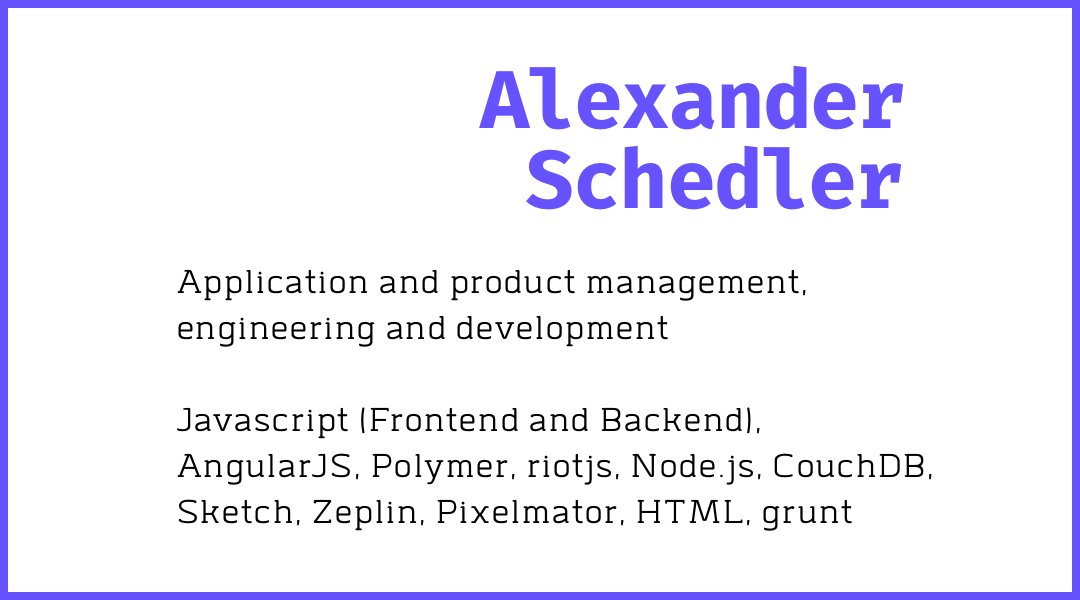 Alexander
Schedler
Application and product management,
engineering and development
Javascript (Frontend and Backend),
AngularJS, Polymer, riotjs, Node.js, CouchDB,
Sketch, Zeplin, Pixelmator, HTML, grunt